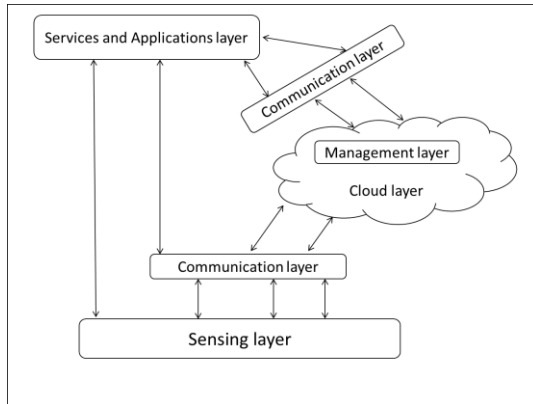 Services and Applications layer
Communication layer
Management layer
Cloud layer
Communication layer
Sensing layer